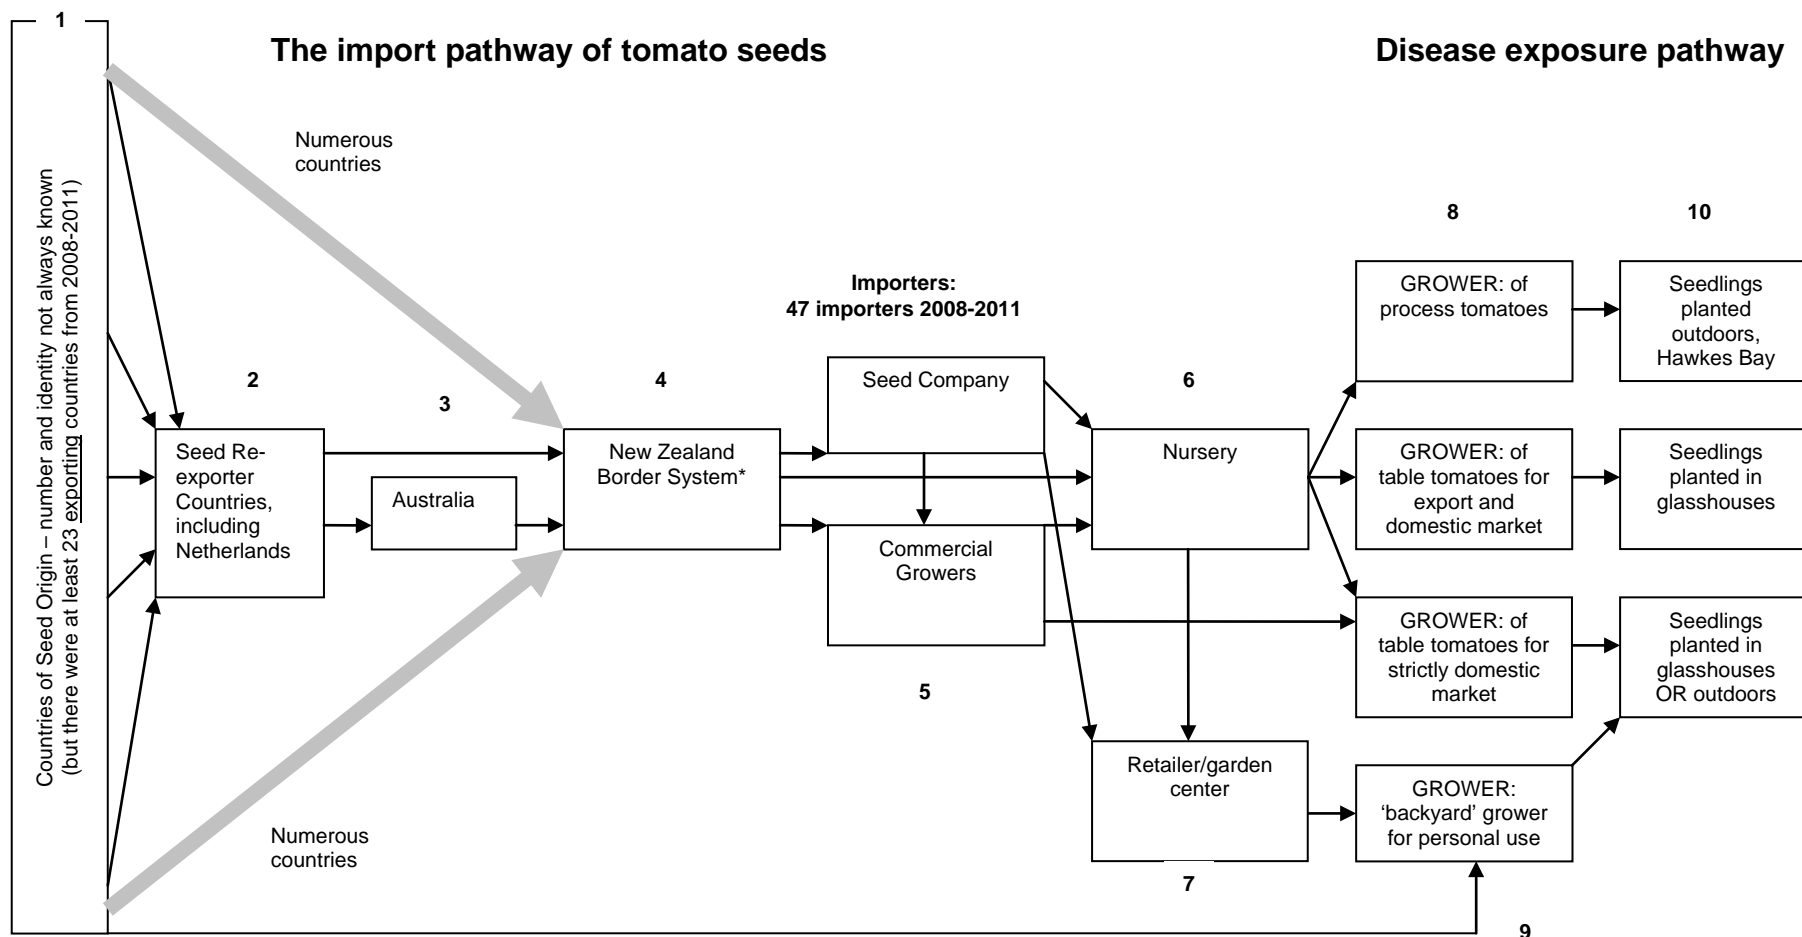 1
The import pathway of tomato seeds
Disease exposure pathway
Countries of Seed Origin – number and identity not always known
(but there were at least 23 exporting countries from 2008-2011)
Numerous
countries
8
10
Importers:
47 importers 2008-2011
GROWER: of
process tomatoes
Seedlings
planted
outdoors,
Hawkes Bay
2
3
4
Seed Company
6
Seed Re-
exporter
Countries,
including
Netherlands
Australia
New Zealand
Border System*
Nursery
GROWER: of
table tomatoes for
export and
domestic market
Seedlings
planted in
glasshouses
Commercial
Growers
5
GROWER: of
table tomatoes for
strictly domestic
market
Seedlings
planted in
glasshouses
OR outdoors
Numerous
countries
Retailer/garden
center
7
GROWER:
‘backyard’ grower
for personal use
9